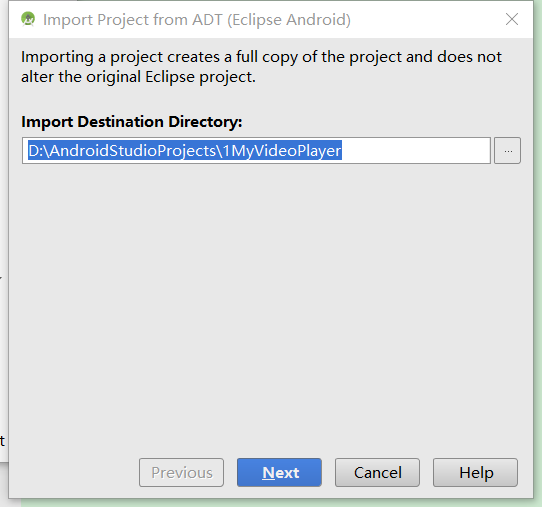 Import Project from ADT (Eclipse Android)
Importing a project creates a full copy of the project and does not
alter the original Eclipse project.
Import Destination Directory:
D:\AndroidStudioProjects\1MyVideoPlayer
...
t
Previous
Next
Cancel
Help